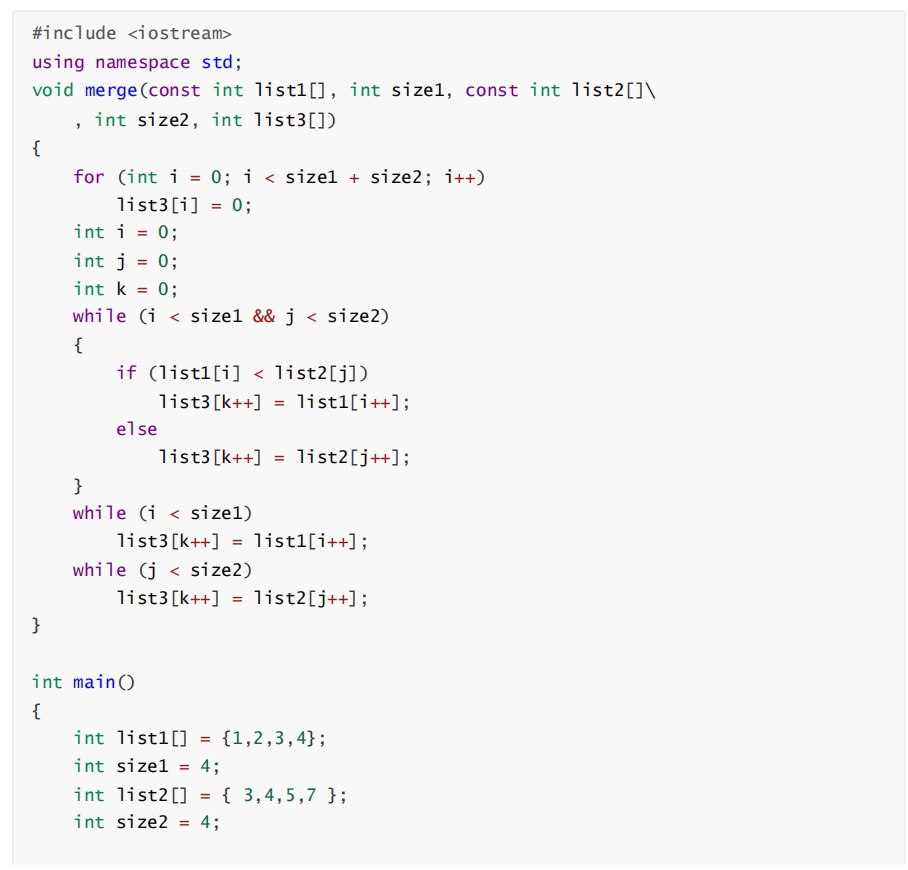 #include <iostream>
using namespace std;
void merge(const int list1[], int size1, const int list2[]\
    , int size2, int list3[])
{
    for (int i = 0; i < size1 + size2; i++)
        list3[i] = 0;
    int i = 0;
    int j = 0;
    int k = 0;
    while (i < size1 && j < size2)
    {
        if (list1[i] < list2[j])
            list3[k++] = list1[i++];
        else
            list3[k++] = list2[j++];
    }
    while (i < size1)
        list3[k++] = list1[i++];
    while (j < size2)
        list3[k++] = list2[j++];
}

int main()
{
    int list1[] = {1,2,3,4};
    int size1 = 4;
    int list2[] = { 3,4,5,7 };
    int size2 = 4;